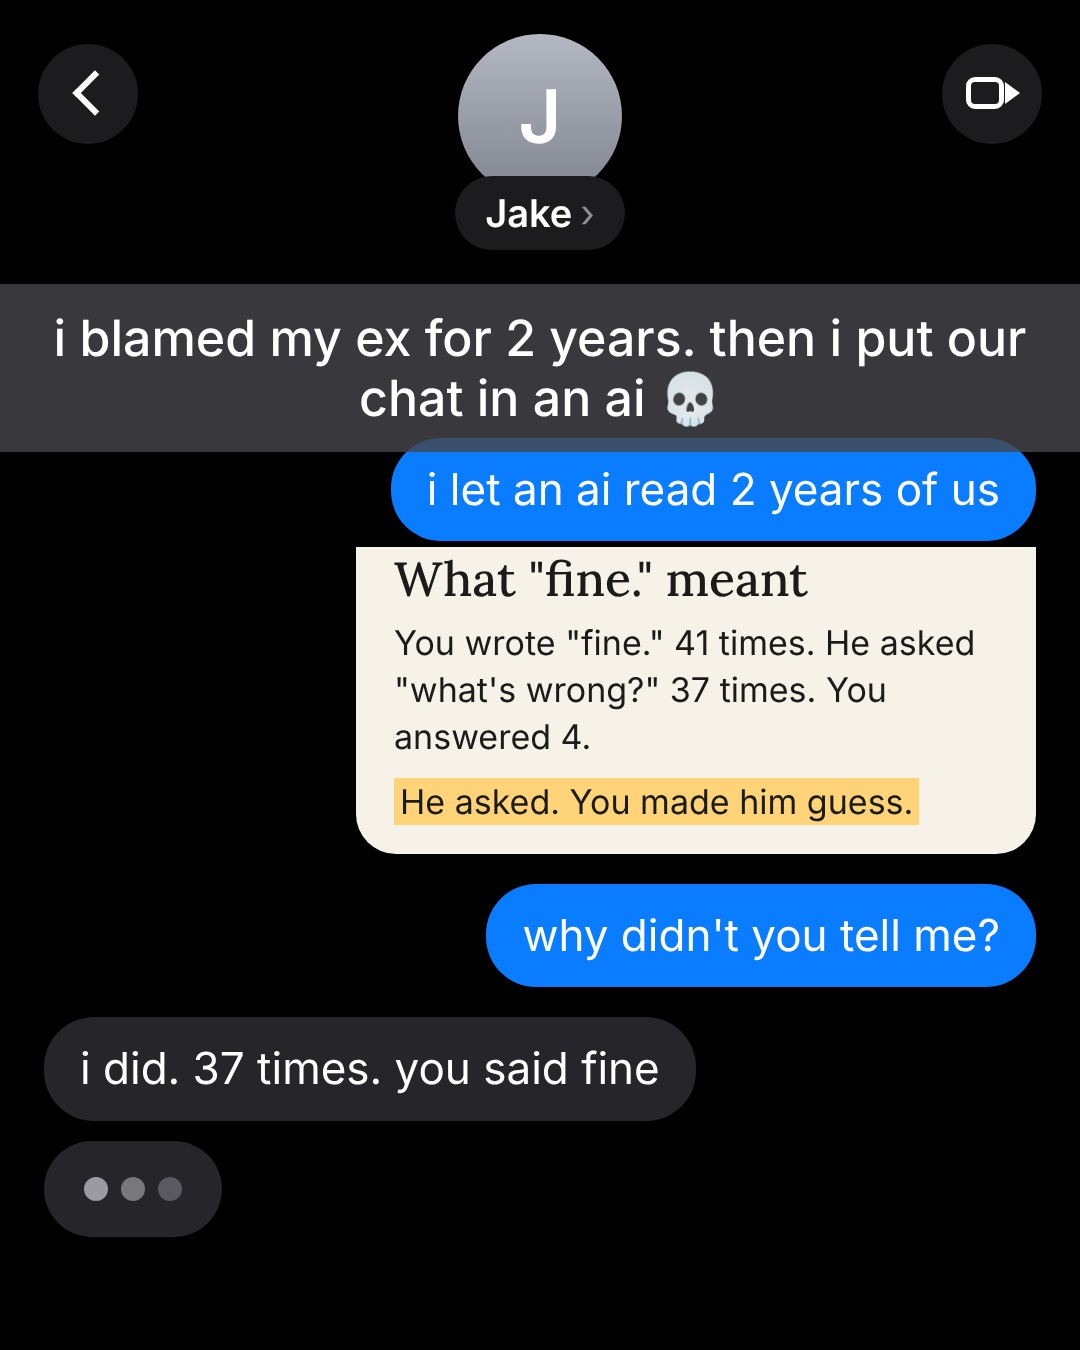 J
Jake ›
i blamed my ex for 2 years. then i put our
chat in an ai 💀
i let an ai read 2 years of us
What "fine." meant
You wrote "fine." 41 times. He asked
"what's wrong?" 37 times. You
answered 4.
He asked. You made him guess.
why didn't you tell me?
i did. 37 times. you said fine